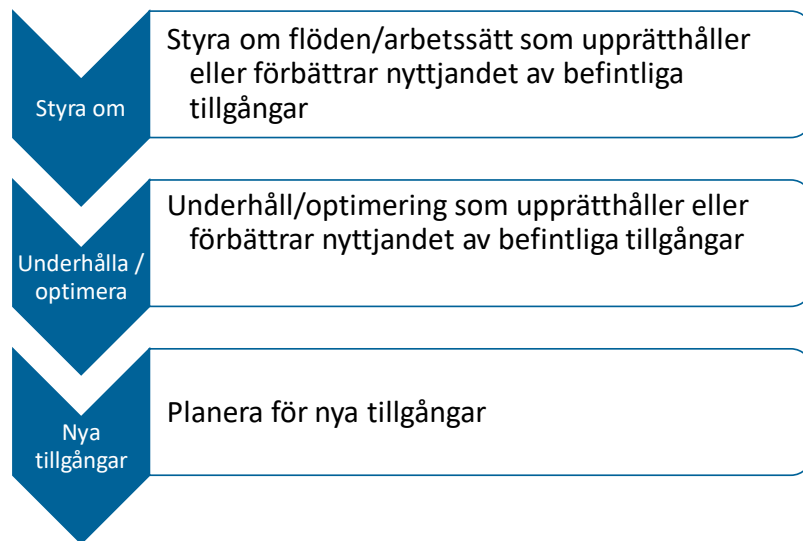 Styra om
Styra om flöden/arbetssätt som upprätthåller
eller förbättrar nyttjandet av befintliga
tillgångar
Underhålla /
optimera
Underhåll/optimering som upprätthåller eller
förbättrar nyttjandet av befintliga tillgångar
Nya
tillgångar
Planera för nya tillgångar